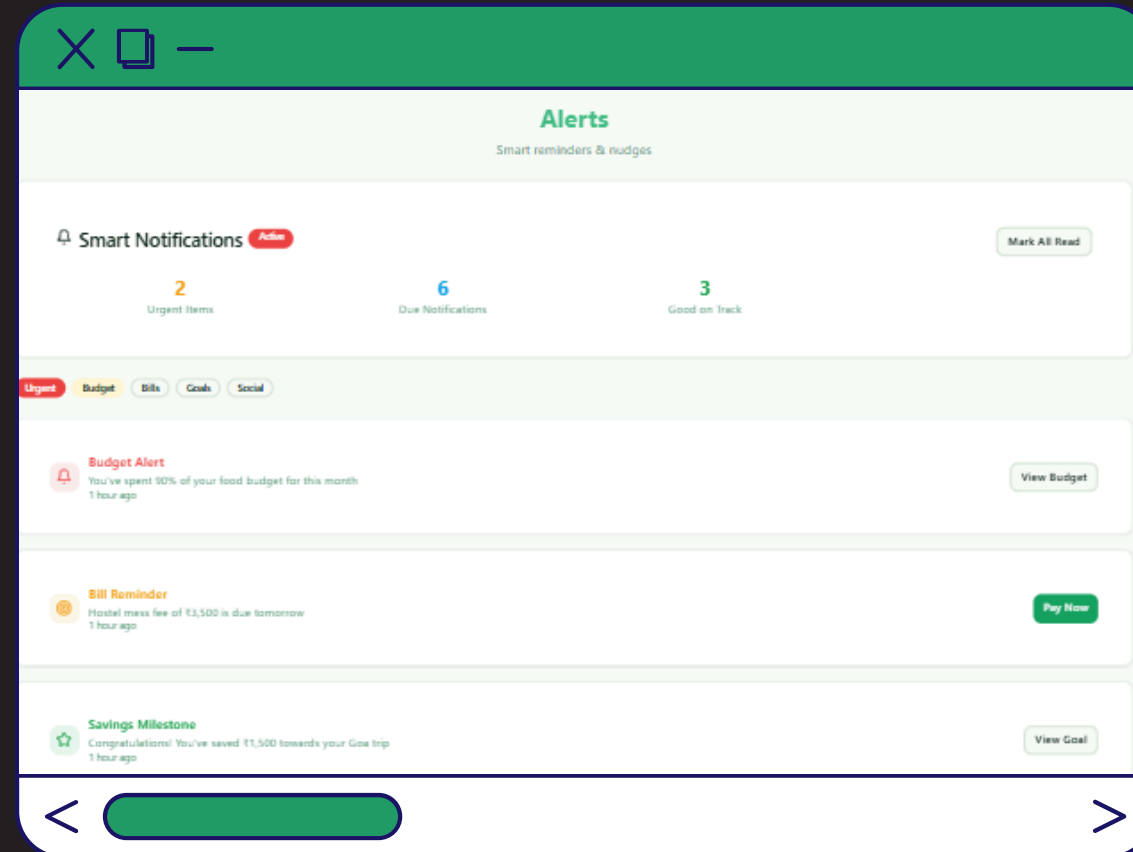 Alerts
Smart reminders & nudges
Smart Notifications Active
Mark All Read
2 6 3
Urgent Items Due Notifications Good on Track
Urgent Budget Bills Goals Social
Budget Alert
You've spent 90% of your food budget for this month
1 hour ago
View Budget
Bill Reminder
Hostel mess fee of ₹3,500 is due tomorrow
1 hour ago
Pay Now
Savings Milestone
Congratulations! You've saved ₹1,500 towards your Goa trip
1 hour ago
View Goal